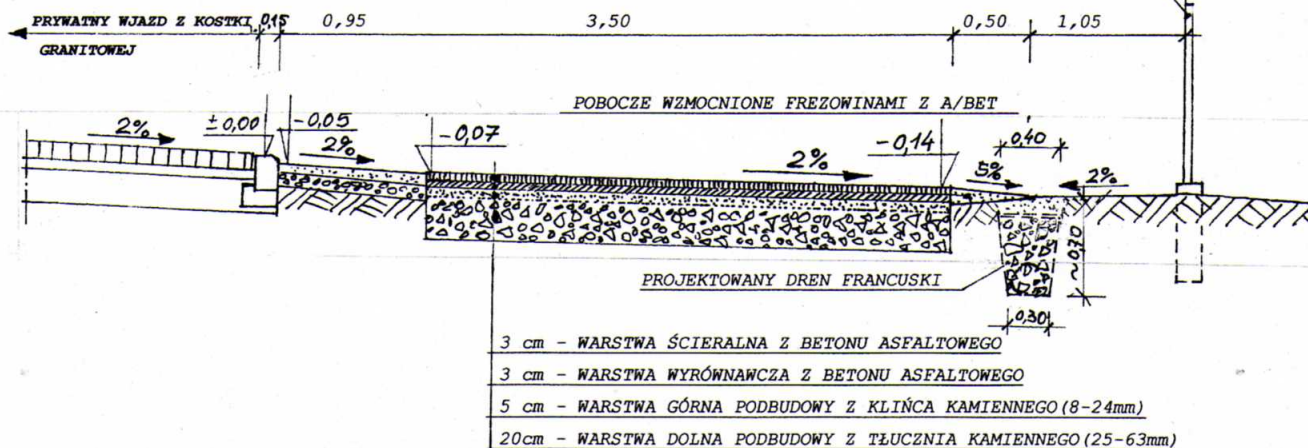 PRYWATNY WJAZD Z KOSTKI 0,15 0,95 3,50 0,50 1,05
GRANITOWEJ
POBOCZE WZMOCNIONE FREZOWINAMI Z A/BET
2% ±0,00 -0,05 2% -0,07 2% -0,14 0,40 5% 2%
~0,70
PROJEKTOWANY DREN FRANCUSKI
0,30
3 cm - WARSTWA ŚCIERALNA Z BETONU ASFALTOWEGO
3 cm - WARSTWA WYRÓWNAWCZA Z BETONU ASFALTOWEGO
5 cm - WARSTWA GÓRNA PODBUDOWY Z KLIŃCA KAMIENNEGO (8-24mm)
20cm - WARSTWA DOLNA PODBUDOWY Z TŁUCZNIA KAMIENNEGO (25-63mm)